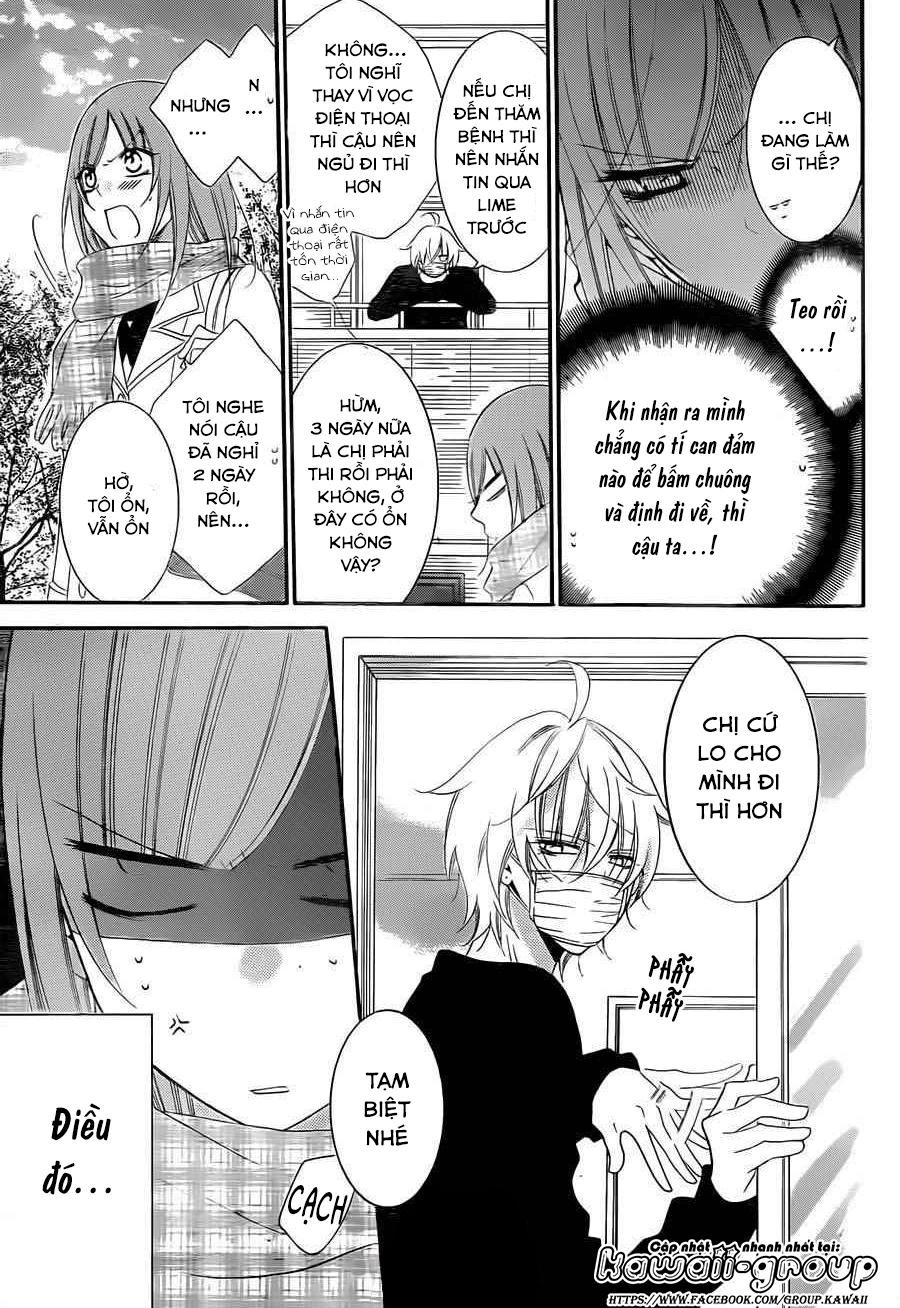 ... CHỊ
ĐANG LÀM
GÌ THẾ?
Teo rồi
...!
Khi nhận ra mình
chẳng có tí can đảm
nào để bấm chuông
và định đi về, thì
cậu ta...!
NẾU CHỊ
ĐẾN THĂM
BỆNH THÌ
NÊN NHẮN
TIN QUA
LIME
TRƯỚC
KHÔNG...
TÔI NGHĨ
THAY VÌ VỌC
ĐIỆN THOẠI
THÌ CẬU NÊN
NGỦ ĐI THÌ
HƠN
Vì nhắn tin
qua điện
thoại rất
tốn thời
gian...
HỪM,
3 NGÀY NỮA
LÀ CHỊ PHẢI
THI RỒI PHẢI
KHÔNG, Ở
ĐÂY CÓ ỔN
KHÔNG
VẬY?
N
...
NHƯNG
...
TÔI NGHE
NÓI CẬU
ĐÃ NGHỈ
2 NGÀY
RỒI,
NÊN...
HỜ,
TÔI ỔN,
VẪN ỔN
CHỊ CỨ
LO CHO
MÌNH ĐI
THÌ HƠN
PHẪY
PHẪY
TẠM
BIỆT
NHÉ
CẠCH
Điều
đó...
Cập nhật nhanh nhất tại:
kawaii-group
HTTPS://WWW.FACEBOOK.COM/GROUP.KAWAII